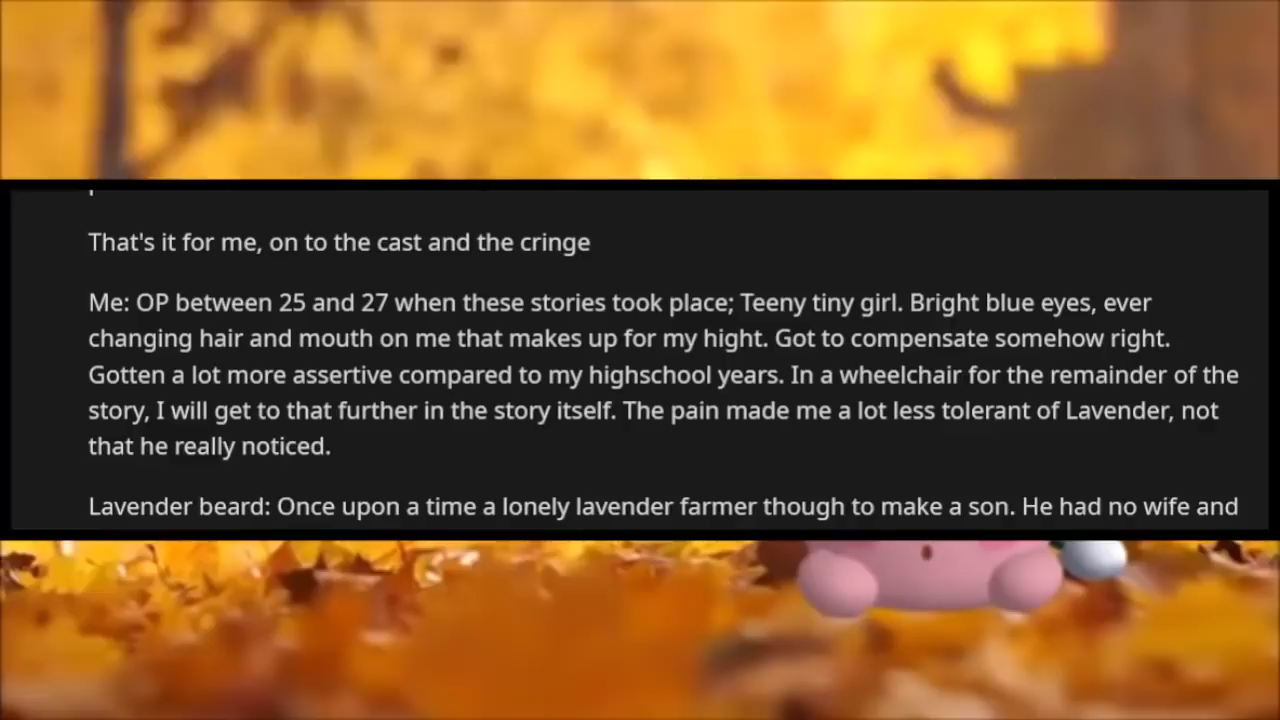 That's it for me, on to the cast and the cringe
Me: OP between 25 and 27 when these stories took place; Teeny tiny girl. Bright blue eyes, ever
changing hair and mouth on me that makes up for my hight. Got to compensate somehow right.
Gotten a lot more assertive compared to my highschool years. In a wheelchair for the remainder of the
story, I will get to that further in the story itself. The pain made me a lot less tolerant of Lavender, not
that he really noticed.
Lavender beard: Once upon a time a lonely lavender farmer though to make a son. He had no wife and